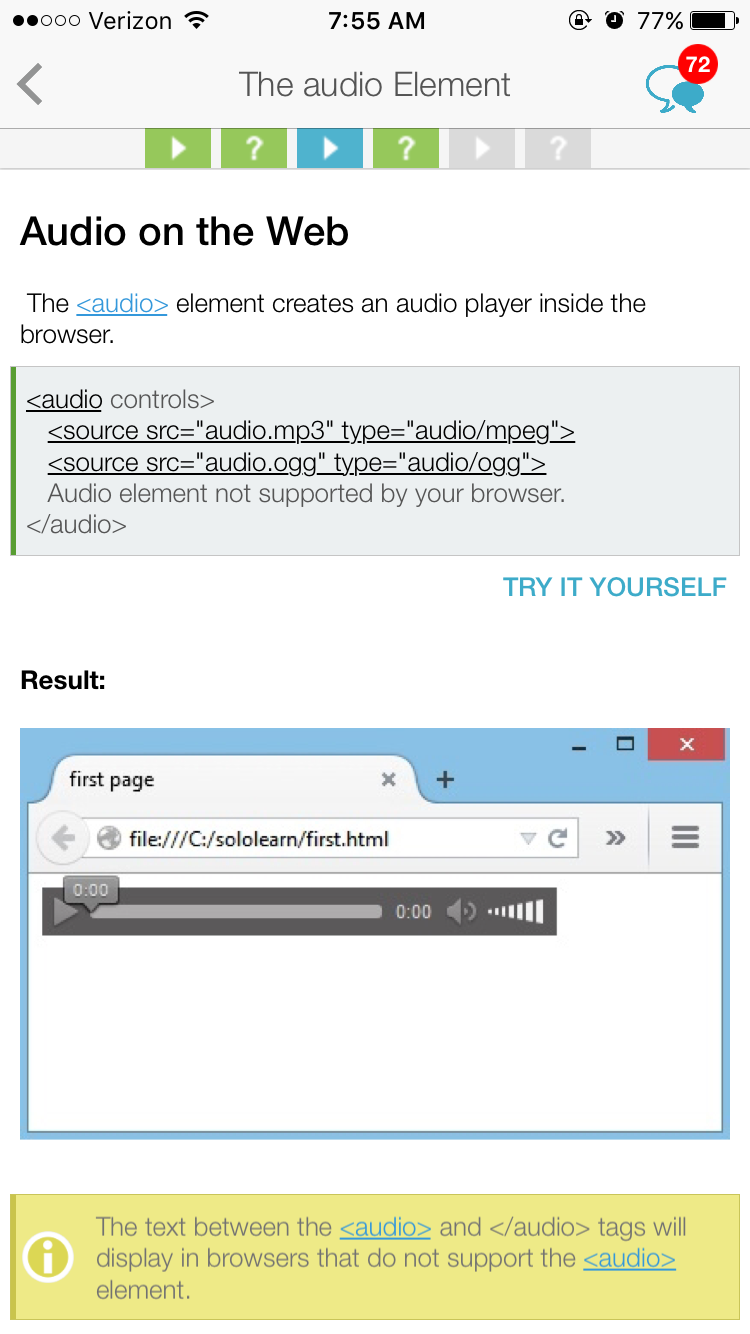 Verizon 7:55 AM 77%
The audio Element 72
? ? ?
Audio on the Web
The <audio> element creates an audio player inside the
browser.
<audio controls>
<source src="audio.mp3" type="audio/mpeg">
<source src="audio.ogg" type="audio/ogg">
Audio element not supported by your browser.
</audio>
TRY IT YOURSELF
Result:
first page
file:///C:/sololearn/first.html
0:00
0:00
The text between the <audio> and </audio> tags will
display in browsers that do not support the <audio>
element.